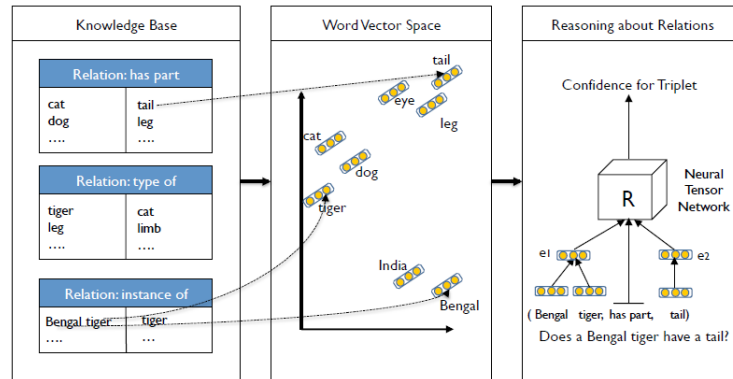 Knowledge Base
Relation: has part
cat tail
dog leg
.... ....
Relation: type of
tiger cat
leg limb
.... ....
Relation: instance of
Bengal tiger tiger
.... ...
Word Vector Space
tail
eye
leg
cat
dog
tiger
India
Bengal
Reasoning about Relations
Confidence for Triplet
R
Neural
Tensor
Network
e1
e2
( Bengal tiger, has part, tail)
Does a Bengal tiger have a tail?